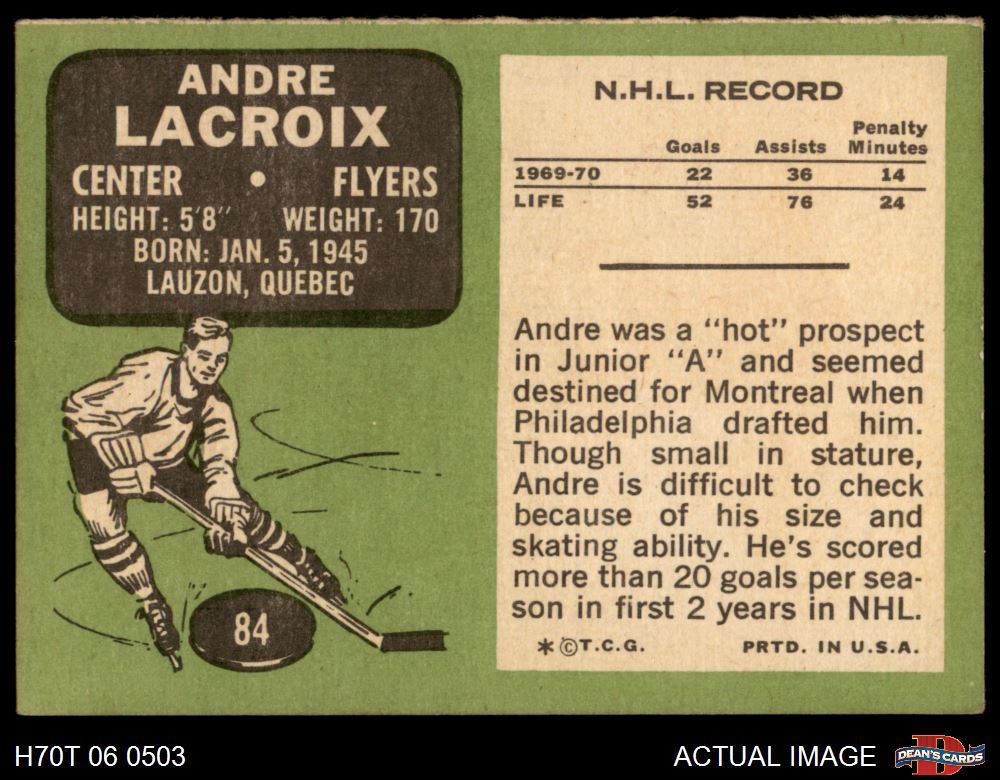 ANDRE
LACROIX
CENTER • FLYERS
HEIGHT: 5'8" WEIGHT: 170
BORN: JAN. 5, 1945
LAUZON, QUEBEC
84
N.H.L. RECORD
Goals Assists Penalty Minutes
1969-70 22 36 14
LIFE 52 76 24
Andre was a "hot" prospect
in Junior "A" and seemed
destined for Montreal when
Philadelphia drafted him.
Though small in stature,
Andre is difficult to check
because of his size and
skating ability. He's scored
more than 20 goals per sea-
son in first 2 years in NHL.
*©T.C.G. PRTD. IN U.S.A.
H70T 06 0503
ACTUAL IMAGE
DEAN'S CARDS